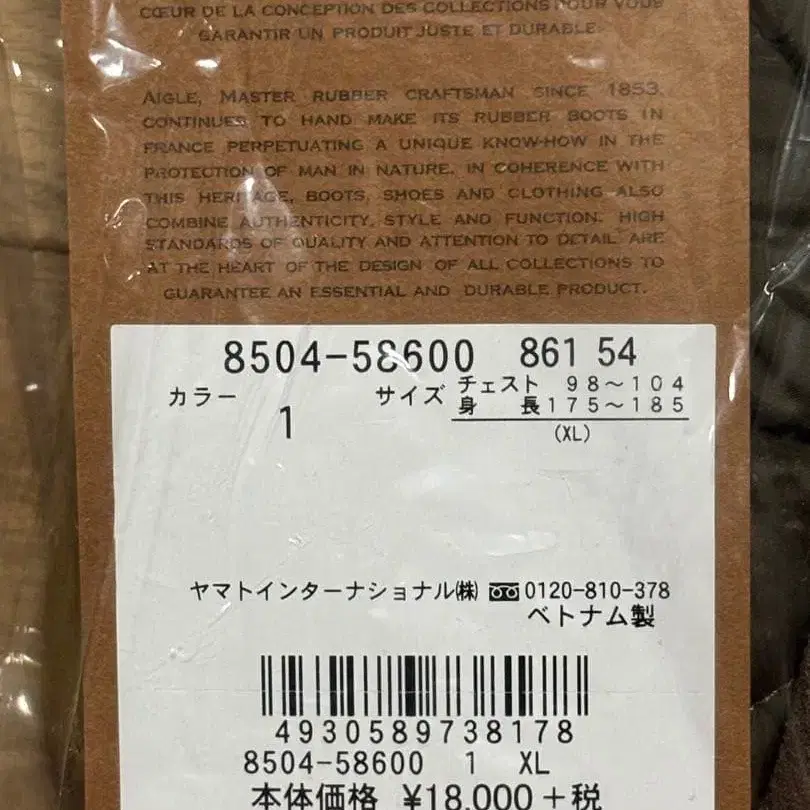 CŒUR DE LA CONCEPTION DES COLLECTIONS POUR VOUS
GARANTIR UN PRODUIT JUSTE ET DURABLE.
AIGLE, MASTER RUBBER CRAFTSMAN SINCE 1853,
CONTINUES TO HAND MAKE ITS RUBBER BOOTS IN
FRANCE PERPETUATING A UNIQUE KNOW-HOW IN THE
PROTECTION OF MAN IN NATURE. IN COHERENCE WITH
THIS HERITAGE, BOOTS, SHOES AND CLOTHING ALSO
COMBINE AUTHENTICITY, STYLE AND FUNCTION. HIGH
STANDARDS OF QUALITY AND ATTENTION TO DETAIL ARE
AT THE HEART OF THE DESIGN OF ALL COLLECTIONS TO
GUARANTEE AN ESSENTIAL AND DURABLE PRODUCT.
8504-58600 861 54
カラー 1 サイズ チェスト 98～104
身長175～185
(XL)
ヤマトインターナショナル㈱ 0120-810-378
ベトナム製
4930589738178
8504-58600 1 XL
本体価格 ¥18,000+税